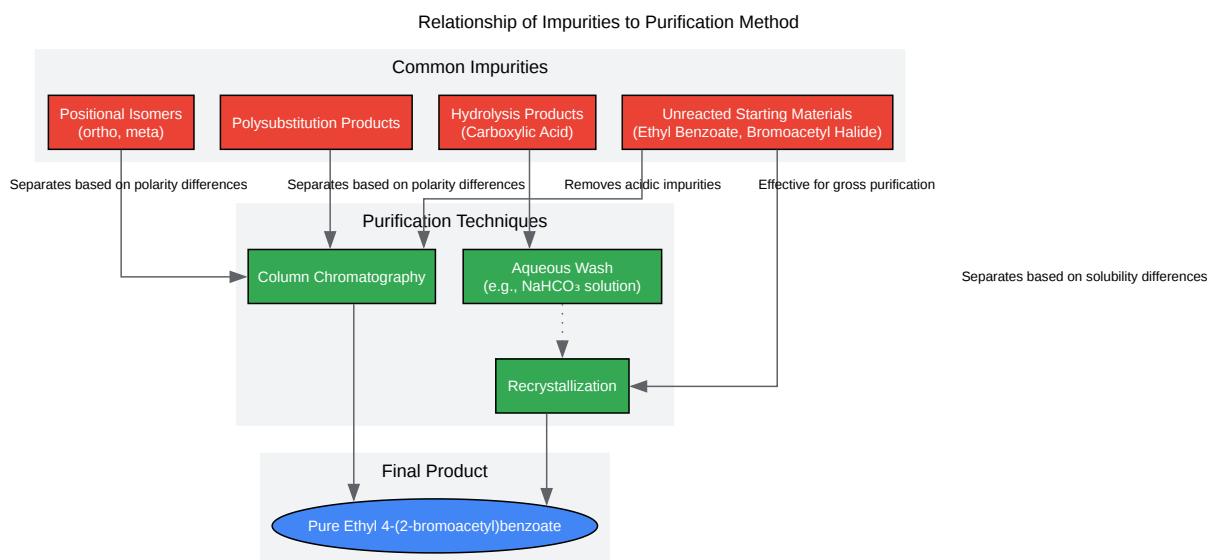 Relationship of Impurities to Purification Method
Common Impurities
Positional Isomers
(ortho, meta)
Polysubstitution Products
Hydrolysis Products
(Carboxylic Acid)
Unreacted Starting Materials
(Ethyl Benzoate, Bromoacetyl Halide)
Separates based on polarity differences
Separates based on polarity differences
Removes acidic impurities
Effective for gross purification
Purification Techniques
Column Chromatography
Aqueous Wash
(e.g., NaHCO₃ solution)
Separates based on solubility differences
Recrystallization
Final Product
Pure Ethyl 4-(2-bromoacetyl)benzoate